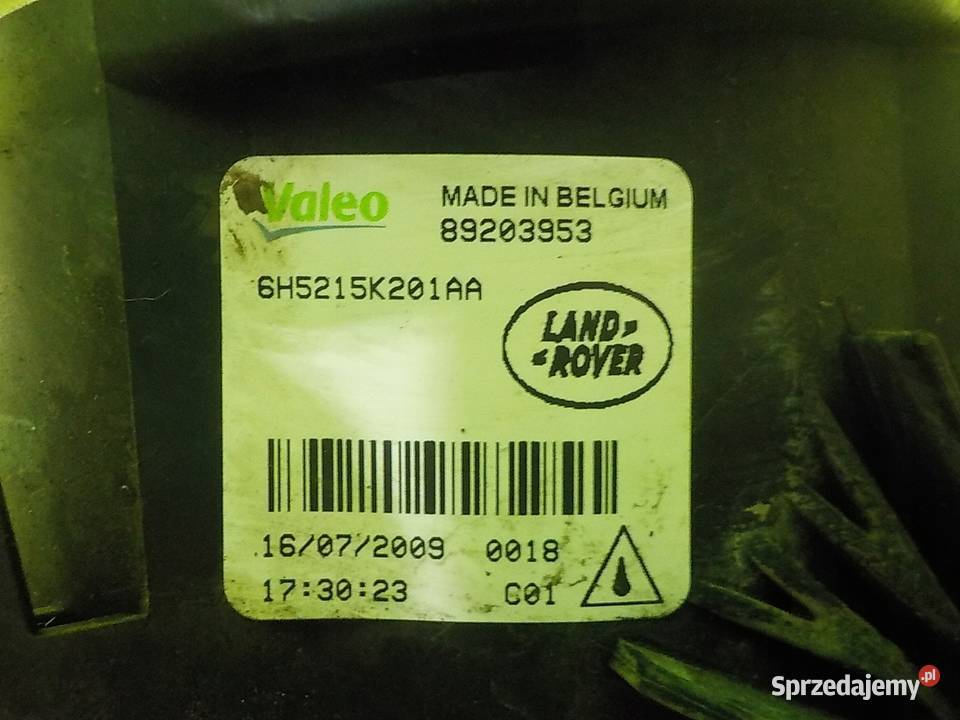 Valeo
MADE IN BELGIUM
89203953
6H5215K201AA
LAND
ROVER
16/07/2009 0018
17:30:23 C01
Sprzedajemy.pl